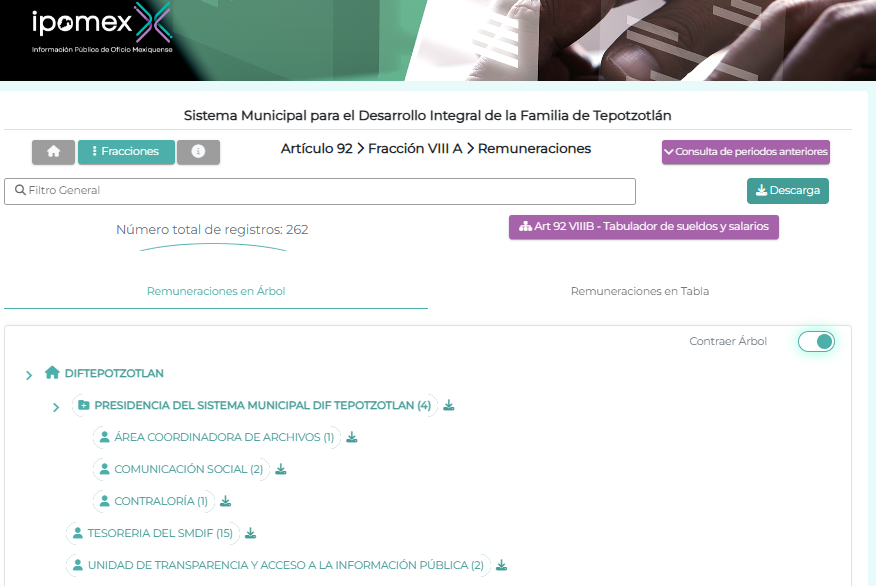 ipomex
Información Pública de Oficio Mexiquense
Sistema Municipal para el Desarrollo Integral de la Familia de Tepotzotlán
Fracciones
Artículo 92 > Fracción VIII A > Remuneraciones
Consulta de periodos anteriores
Filtro General
Descarga
Número total de registros: 262
Art 92 VIIIB - Tabulador de sueldos y salarios
Remuneraciones en Árbol
Remuneraciones en Tabla
Contraer Árbol
DIFTEPOTZOTLAN
PRESIDENCIA DEL SISTEMA MUNICIPAL DIF TEPOTZOTLAN (4)
ÁREA COORDINADORA DE ARCHIVOS (1)
COMUNICACIÓN SOCIAL (2)
CONTRALORÍA (1)
TESORERIA DEL SMDIF (15)
UNIDAD DE TRANSPARENCIA Y ACCESO A LA INFORMACIÓN PÚBLICA (2)